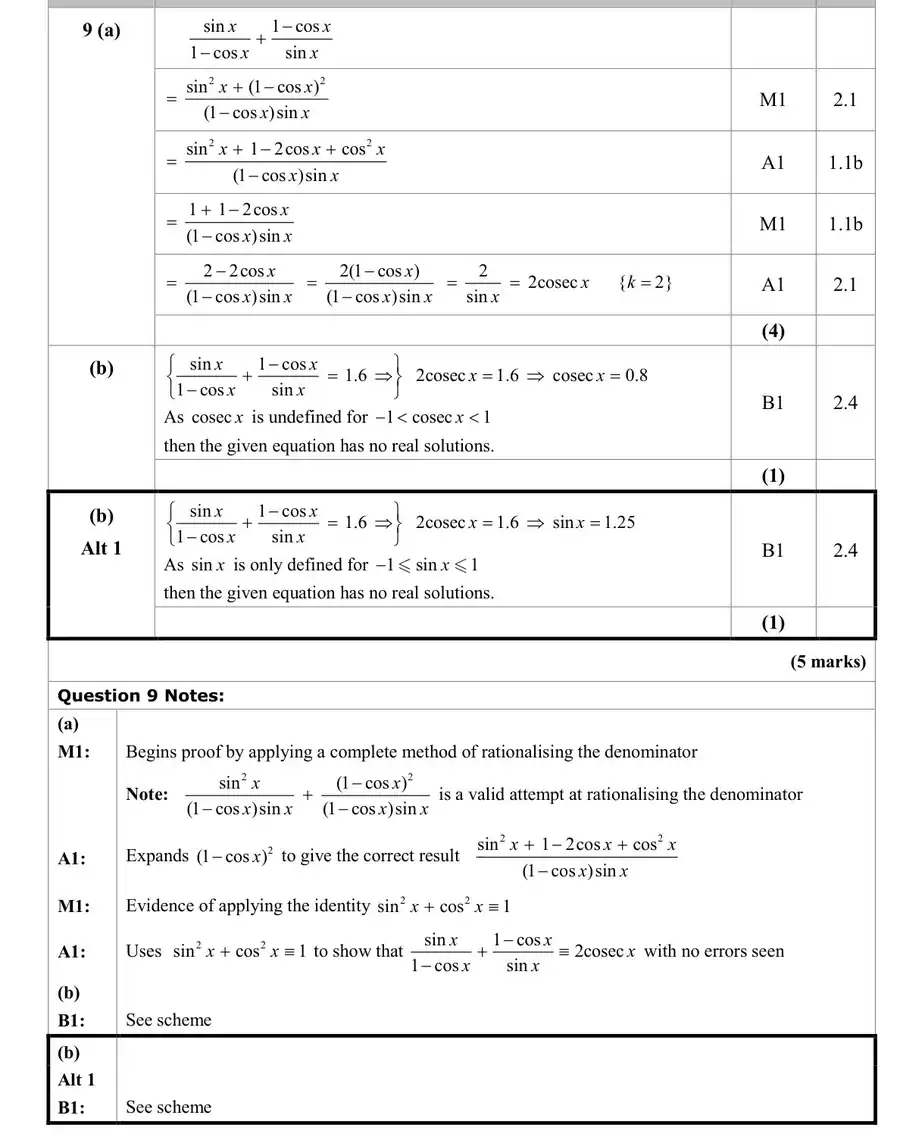 9 (a)
sin x / (1 − cos x) + (1 − cos x) / sin x
= (sin² x + (1 − cos x)²) / ((1 − cos x) sin x) M1 2.1
= (sin² x + 1 − 2cos x + cos² x) / ((1 − cos x) sin x) A1 1.1b
= (1 + 1 − 2cos x) / ((1 − cos x) sin x) M1 1.1b
= (2 − 2cos x) / ((1 − cos x) sin x) = 2(1 − cos x) / ((1 − cos x) sin x) = 2 / sin x = 2cosec x {k = 2} A1 2.1
(4)
(b)
{sin x / (1 − cos x) + (1 − cos x) / sin x = 1.6 ⇒} 2cosec x = 1.6 ⇒ cosec x = 0.8
As cosec x is undefined for −1 < cosec x < 1
then the given equation has no real solutions.
B1 2.4
(1)
(b)
Alt 1
{sin x / (1 − cos x) + (1 − cos x) / sin x = 1.6 ⇒} 2cosec x = 1.6 ⇒ sin x = 1.25
As sin x is only defined for −1 ⩽ sin x ⩽ 1
then the given equation has no real solutions.
B1 2.4
(1)
(5 marks)
Question 9 Notes:
(a)
M1: Begins proof by applying a complete method of rationalising the denominator
Note: sin² x / ((1 − cos x) sin x) + (1 − cos x)² / ((1 − cos x) sin x) is a valid attempt at rationalising the denominator
A1: Expands (1 − cos x)² to give the correct result (sin² x + 1 − 2cos x + cos² x) / ((1 − cos x) sin x)
M1: Evidence of applying the identity sin² x + cos² x ≡ 1
A1: Uses sin² x + cos² x ≡ 1 to show that sin x / (1 − cos x) + (1 − cos x) / sin x ≡ 2cosec x with no errors seen
(b)
B1: See scheme
(b)
Alt 1
B1: See scheme